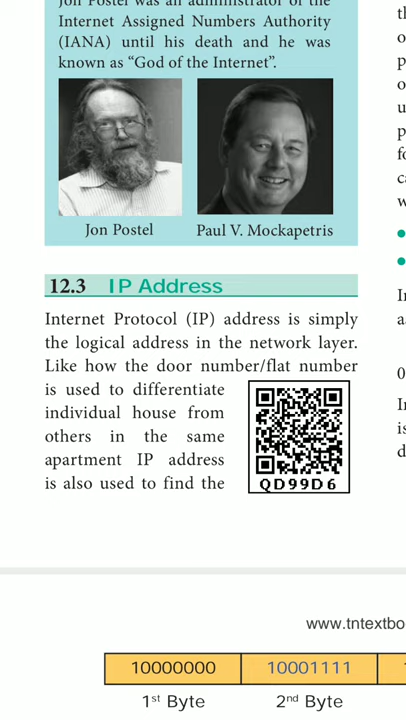 Jon Postel was an administrator of the
Internet Assigned Numbers Authority
(IANA) until his death and he was
known as “God of the Internet”.
Jon Postel
Paul V. Mockapetris
12.3 IP Address
Internet Protocol (IP) address is simply
the logical address in the network layer.
Like how the door number/flat number
is used to differentiate
individual house from
others in the same
apartment IP address
is also used to find the
QD99D6
www.tntextbo
10000000 10001111
1st Byte 2nd Byte